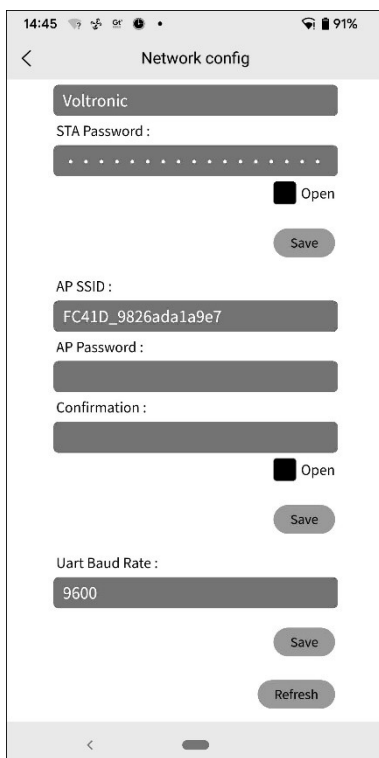 14:45 91%
Network config
Voltronic
STA Password :
• • • • • • • • • • • • • • • •
Open
Save
AP SSID :
FC41D_9826ada1a9e7
AP Password :
Confirmation :
Open
Save
Uart Baud Rate :
9600
Save
Refresh